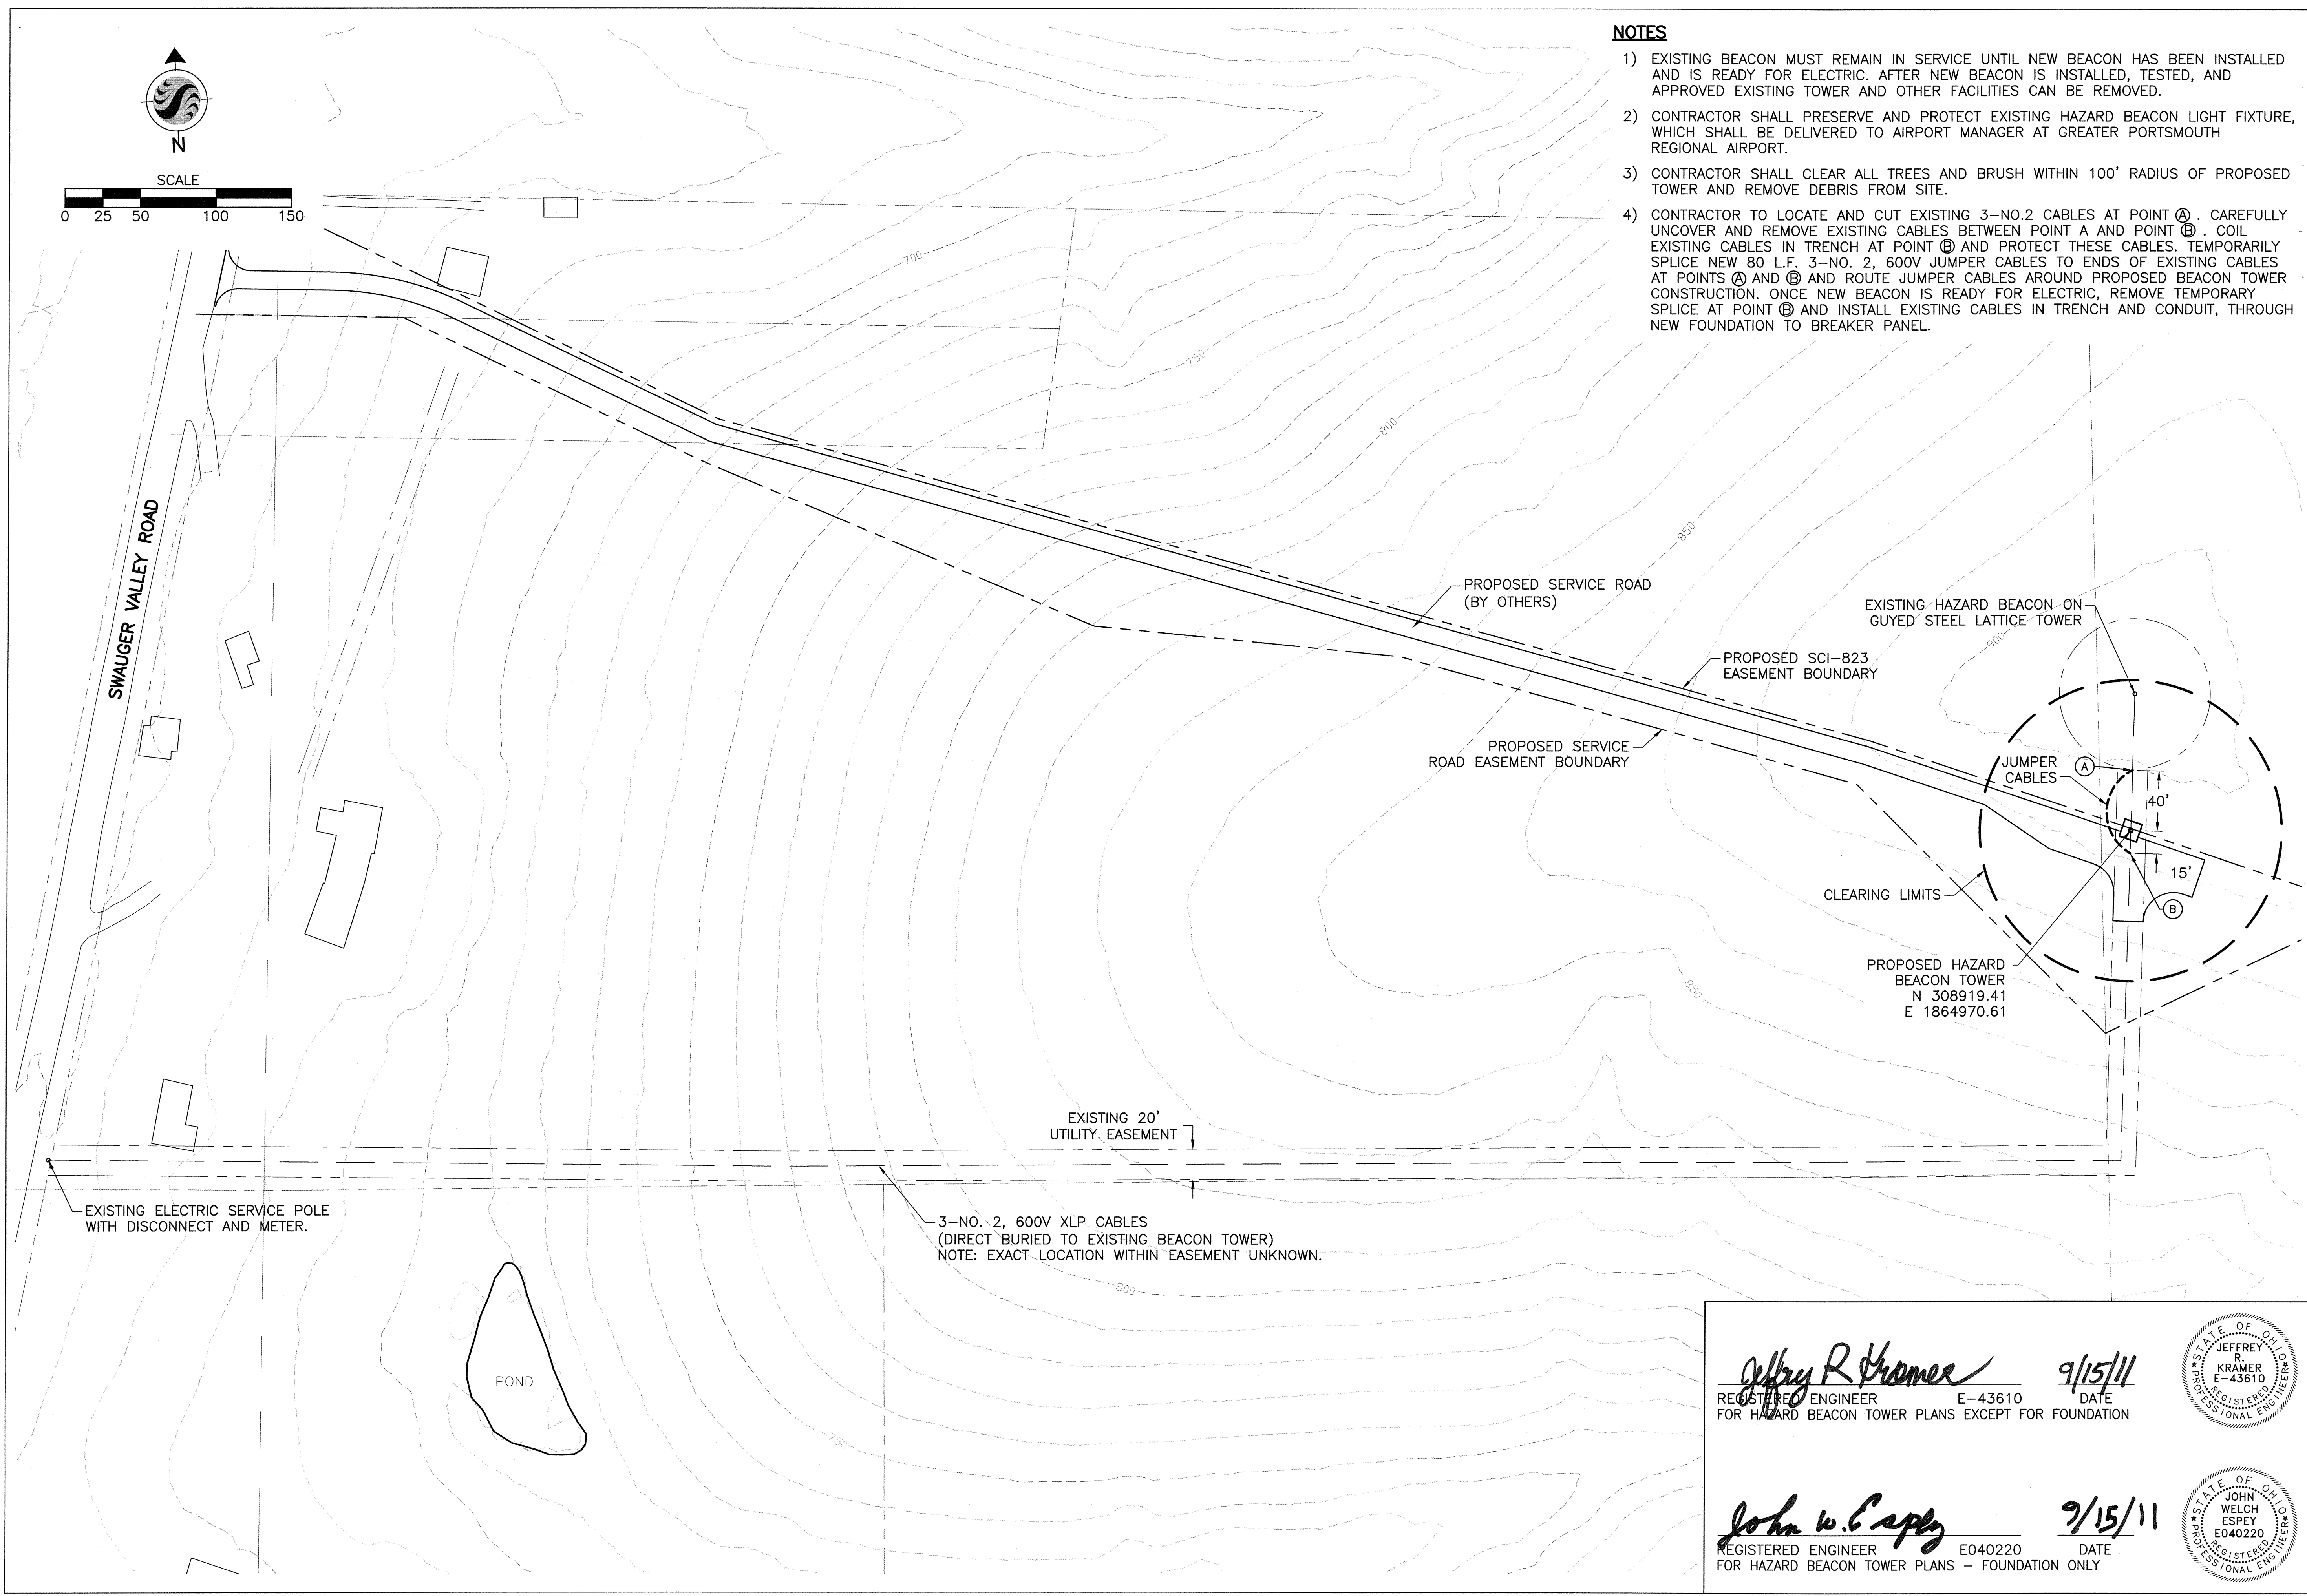 NOTES
1) EXISTING BEACON MUST REMAIN IN SERVICE UNTIL NEW BEACON HAS BEEN INSTALLED
AND IS READY FOR ELECTRIC. AFTER NEW BEACON IS INSTALLED, TESTED, AND
APPROVED EXISTING TOWER AND OTHER FACILITIES CAN BE REMOVED.
2) CONTRACTOR SHALL PRESERVE AND PROTECT EXISTING HAZARD BEACON LIGHT FIXTURE,
WHICH SHALL BE DELIVERED TO AIRPORT MANAGER AT GREATER PORTSMOUTH
REGIONAL AIRPORT.
3) CONTRACTOR SHALL CLEAR ALL TREES AND BRUSH WITHIN 100' RADIUS OF PROPOSED
TOWER AND REMOVE DEBRIS FROM SITE.
4) CONTRACTOR TO LOCATE AND CUT EXISTING 3-NO.2 CABLES AT POINT Ⓐ. CAREFULLY
UNCOVER AND REMOVE EXISTING CABLES BETWEEN POINT A AND POINT Ⓑ. COIL
EXISTING CABLES IN TRENCH AT POINT Ⓑ AND PROTECT THESE CABLES. TEMPORARILY
SPLICE NEW 80 L.F. 3-NO. 2, 600V JUMPER CABLES TO ENDS OF EXISTING CABLES
AT POINTS Ⓐ AND Ⓑ AND ROUTE JUMPER CABLES AROUND PROPOSED BEACON TOWER
CONSTRUCTION. ONCE NEW BEACON IS READY FOR ELECTRIC, REMOVE TEMPORARY
SPLICE AT POINT Ⓑ AND INSTALL EXISTING CABLES IN TRENCH AND CONDUIT, THROUGH
NEW FOUNDATION TO BREAKER PANEL.
N
SCALE
0 25 50 100 150
700
750
800
850
900
SWAUGER VALLEY ROAD
PROPOSED SERVICE ROAD
(BY OTHERS)
EXISTING HAZARD BEACON ON
GUYED STEEL LATTICE TOWER
PROPOSED SCI-823
EASEMENT BOUNDARY
PROPOSED SERVICE
ROAD EASEMENT BOUNDARY
JUMPER
CABLES
A
40'
15'
B
CLEARING LIMITS
PROPOSED HAZARD
BEACON TOWER
N 308919.41
E 1864970.61
850
EXISTING 20'
UTILITY EASEMENT
EXISTING ELECTRIC SERVICE POLE
WITH DISCONNECT AND METER.
3-NO. 2, 600V XLP CABLES
(DIRECT BURIED TO EXISTING BEACON TOWER)
NOTE: EXACT LOCATION WITHIN EASEMENT UNKNOWN.
800
POND
750
Jeffry R Kramer 9/15/11
REGISTERED ENGINEER E-43610 DATE
FOR HAZARD BEACON TOWER PLANS EXCEPT FOR FOUNDATION
STATE OF OHIO
JEFFREY
R.
KRAMER
E-43610
REGISTERED
PROFESSIONAL ENGINEER
John W. Espey 9/15/11
REGISTERED ENGINEER E040220 DATE
FOR HAZARD BEACON TOWER PLANS - FOUNDATION ONLY
STATE OF OHIO
JOHN
WELCH
ESPEY
E040220
REGISTERED
PROFESSIONAL ENGINEER